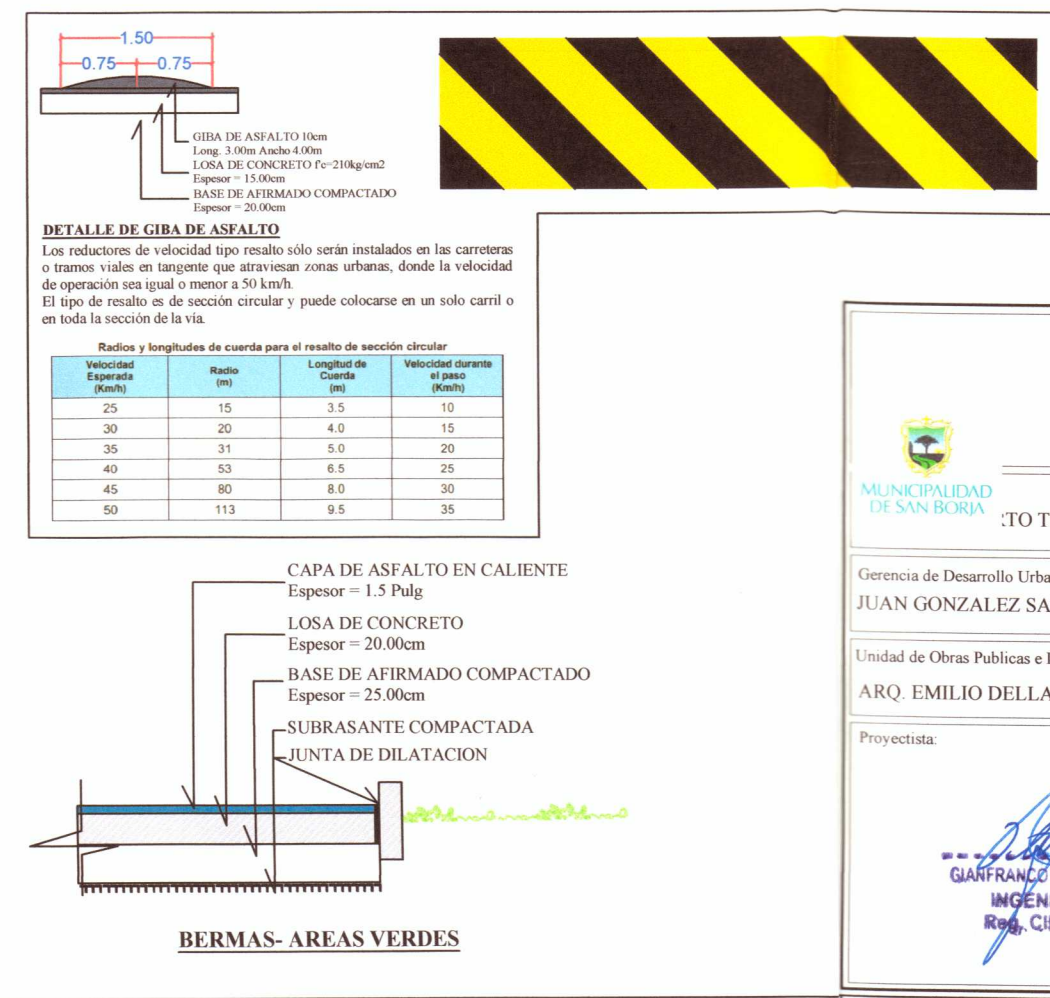 1.50
0.75 0.75
GIBA DE ASFALTO 10cm
Long. 3.00m Ancho 4.00m
LOSA DE CONCRETO f'c=210kg/cm2
Espesor = 15.00cm
BASE DE AFIRMADO COMPACTADO
Espesor = 20.00cm
DETALLE DE GIBA DE ASFALTO
Los reductores de velocidad tipo resalto sólo serán instalados en las carreteras
o tramos viales en tangente que atraviesan zonas urbanas, donde la velocidad
de operación sea igual o menor a 50 km/h.
El tipo de resalto es de sección circular y puede colocarse en un solo carril o
en toda la sección de la vía.
Radios y longitudes de cuerda para el resalto de sección circular
Velocidad Esperada (Km/h) Radio (m) Longitud de Cuerda (m) Velocidad durante el paso (Km/h)
25 15 3.5 10
30 20 4.0 15
35 31 5.0 20
40 53 6.5 25
45 80 8.0 30
50 113 9.5 35
CAPA DE ASFALTO EN CALIENTE
Espesor = 1.5 Pulg
LOSA DE CONCRETO
Espesor = 20.00cm
BASE DE AFIRMADO COMPACTADO
Espesor = 25.00cm
SUBRASANTE COMPACTADA
JUNTA DE DILATACION
BERMAS- AREAS VERDES
MUNICIPALIDAD
DE SAN BORJA
TO T
Gerencia de Desarrollo Urba
JUAN GONZALEZ SA
Unidad de Obras Publicas e
ARQ. EMILIO DELLA
Proyectista:
GIANFRANCO
INGEN
Reg. CI